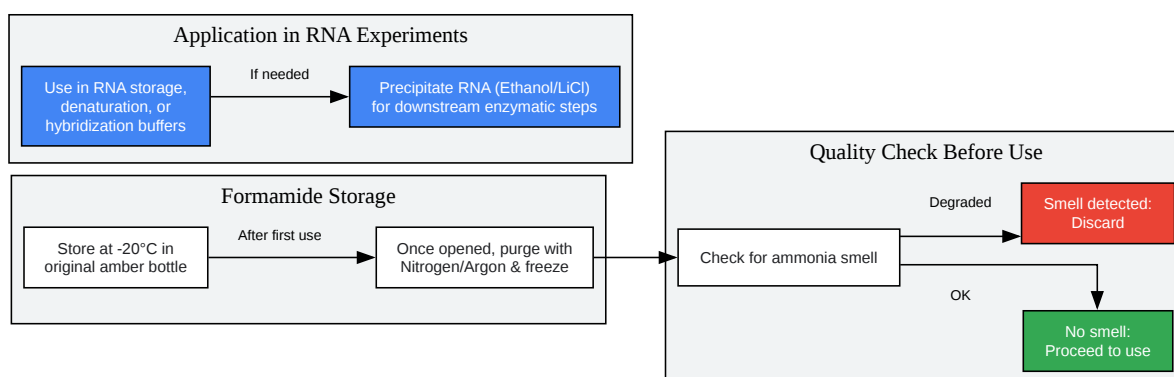 Application in RNA Experiments
Use in RNA storage,
denaturation, or
hybridization buffers
If needed
Precipitate RNA (Ethanol/LiCl)
for downstream enzymatic steps
Formamide Storage
Store at -20°C in
original amber bottle
After first use
Once opened, purge with
Nitrogen/Argon & freeze
Quality Check Before Use
Check for ammonia smell
Degraded
Smell detected:
Discard
OK
No smell:
Proceed to use